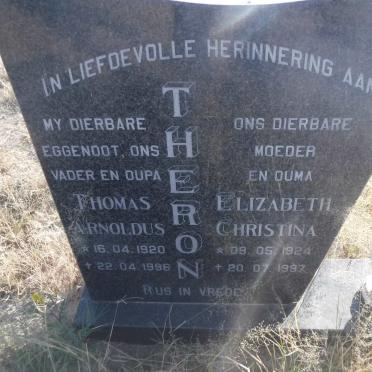 IN LIEFDEVOLLE HERINNERING AAN
THERON
MY DIERBARE
EGGENOOT, ONS
VADER EN OUPA
THOMAS
ARNOLDUS
* 16.04.1920
† 22.04.1996
ONS DIERBARE
MOEDER
EN OUMA
ELIZABETH
CHRISTINA
* 09.05.1924
† 20.07.1997
RUS IN VREDE